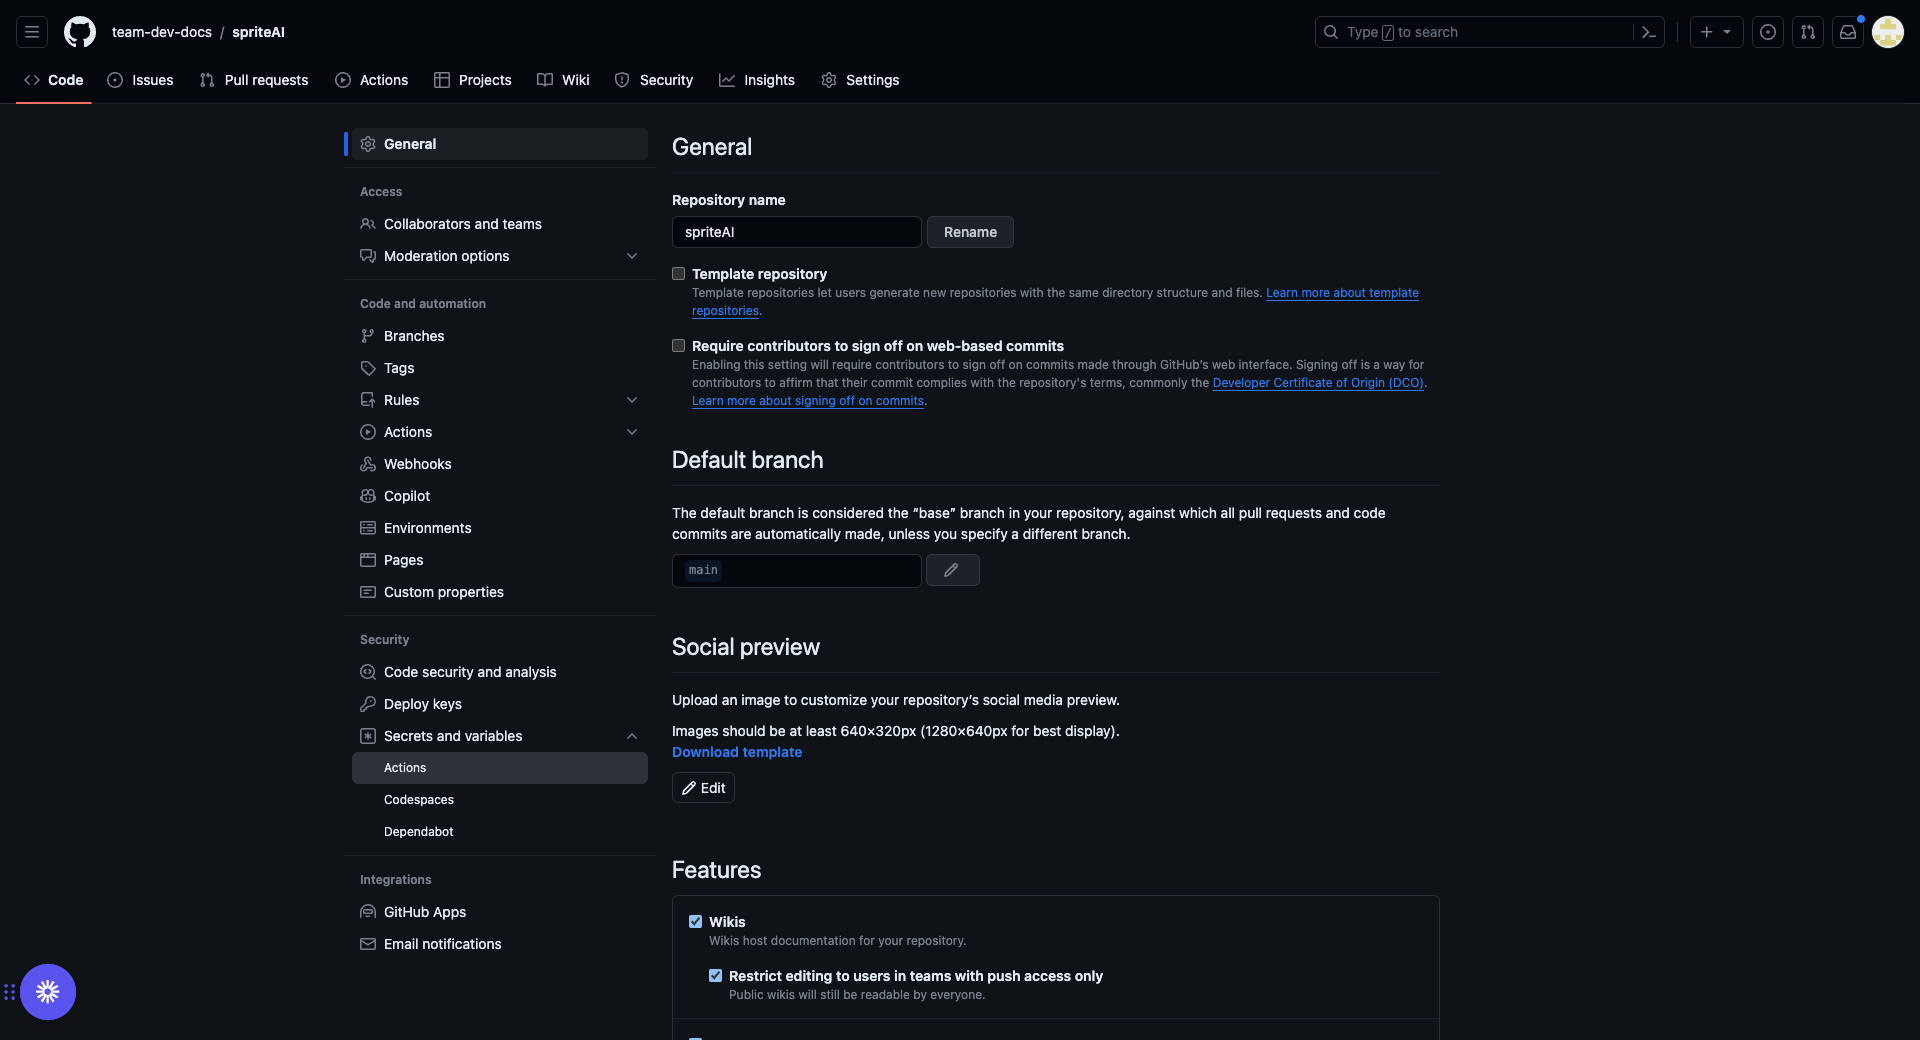 team-dev-docs / spriteAI
Type / to search
Code
Issues
Pull requests
Actions
Projects
Wiki
Security
Insights
Settings
General
Access
Collaborators and teams
Moderation options
Code and automation
Branches
Tags
Rules
Actions
Webhooks
Copilot
Environments
Pages
Custom properties
Security
Code security and analysis
Deploy keys
Secrets and variables
Actions
Codespaces
Dependabot
Integrations
GitHub Apps
Email notifications
General
Repository name
spriteAI
Rename
Template repository
Template repositories let users generate new repositories with the same directory structure and files. Learn more about template
repositories.
Require contributors to sign off on web-based commits
Enabling this setting will require contributors to sign off on commits made through GitHub's web interface. Signing off is a way for
contributors to affirm that their commit complies with the repository's terms, commonly the Developer Certificate of Origin (DCO).
Learn more about signing off on commits.
Default branch
The default branch is considered the “base” branch in your repository, against which all pull requests and code
commits are automatically made, unless you specify a different branch.
main
Social preview
Upload an image to customize your repository’s social media preview.
Images should be at least 640×320px (1280×640px for best display).
Download template
Edit
Features
Wikis
Wikis host documentation for your repository.
Restrict editing to users in teams with push access only
Public wikis will still be readable by everyone.